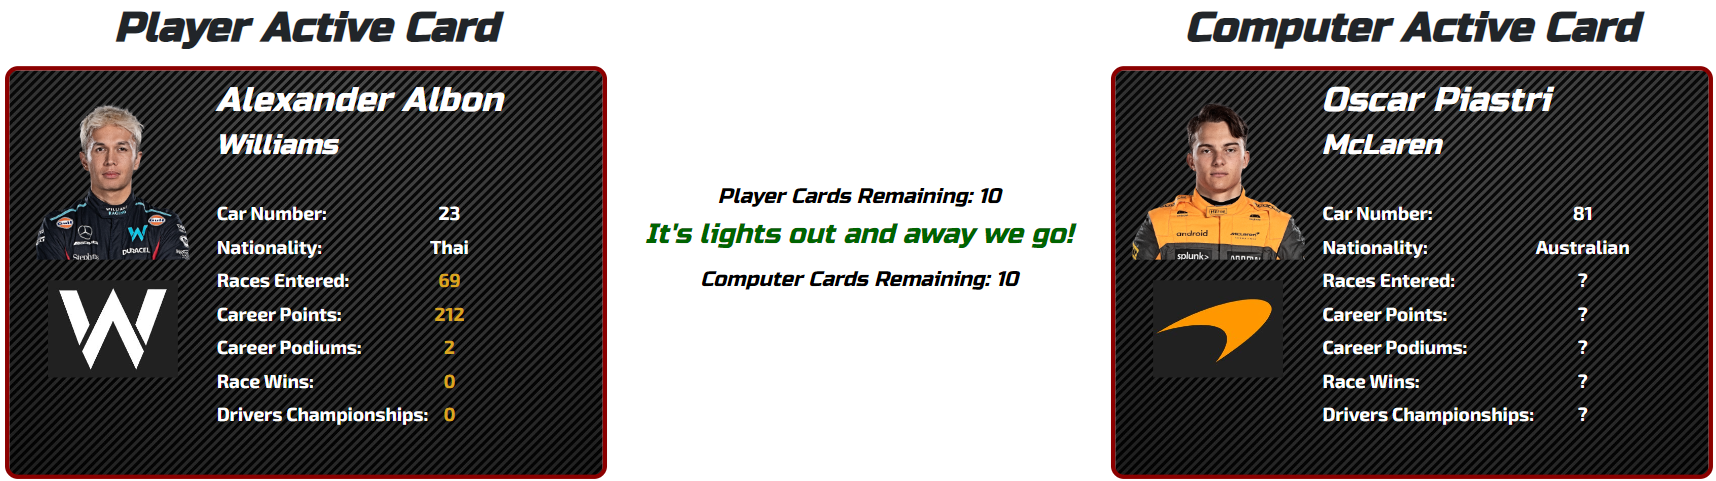 Player Active Card
Alexander Albon
Williams
Car Number: 23
Nationality: Thai
Races Entered: 69
Career Points: 212
Career Podiums: 2
Race Wins: 0
Drivers Championships: 0
Player Cards Remaining: 10
It's lights out and away we go!
Computer Cards Remaining: 10
Computer Active Card
Oscar Piastri
McLaren
Car Number: 81
Nationality: Australian
Races Entered: ?
Career Points: ?
Career Podiums: ?
Race Wins: ?
Drivers Championships: ?
DURACELL
android
splunk>